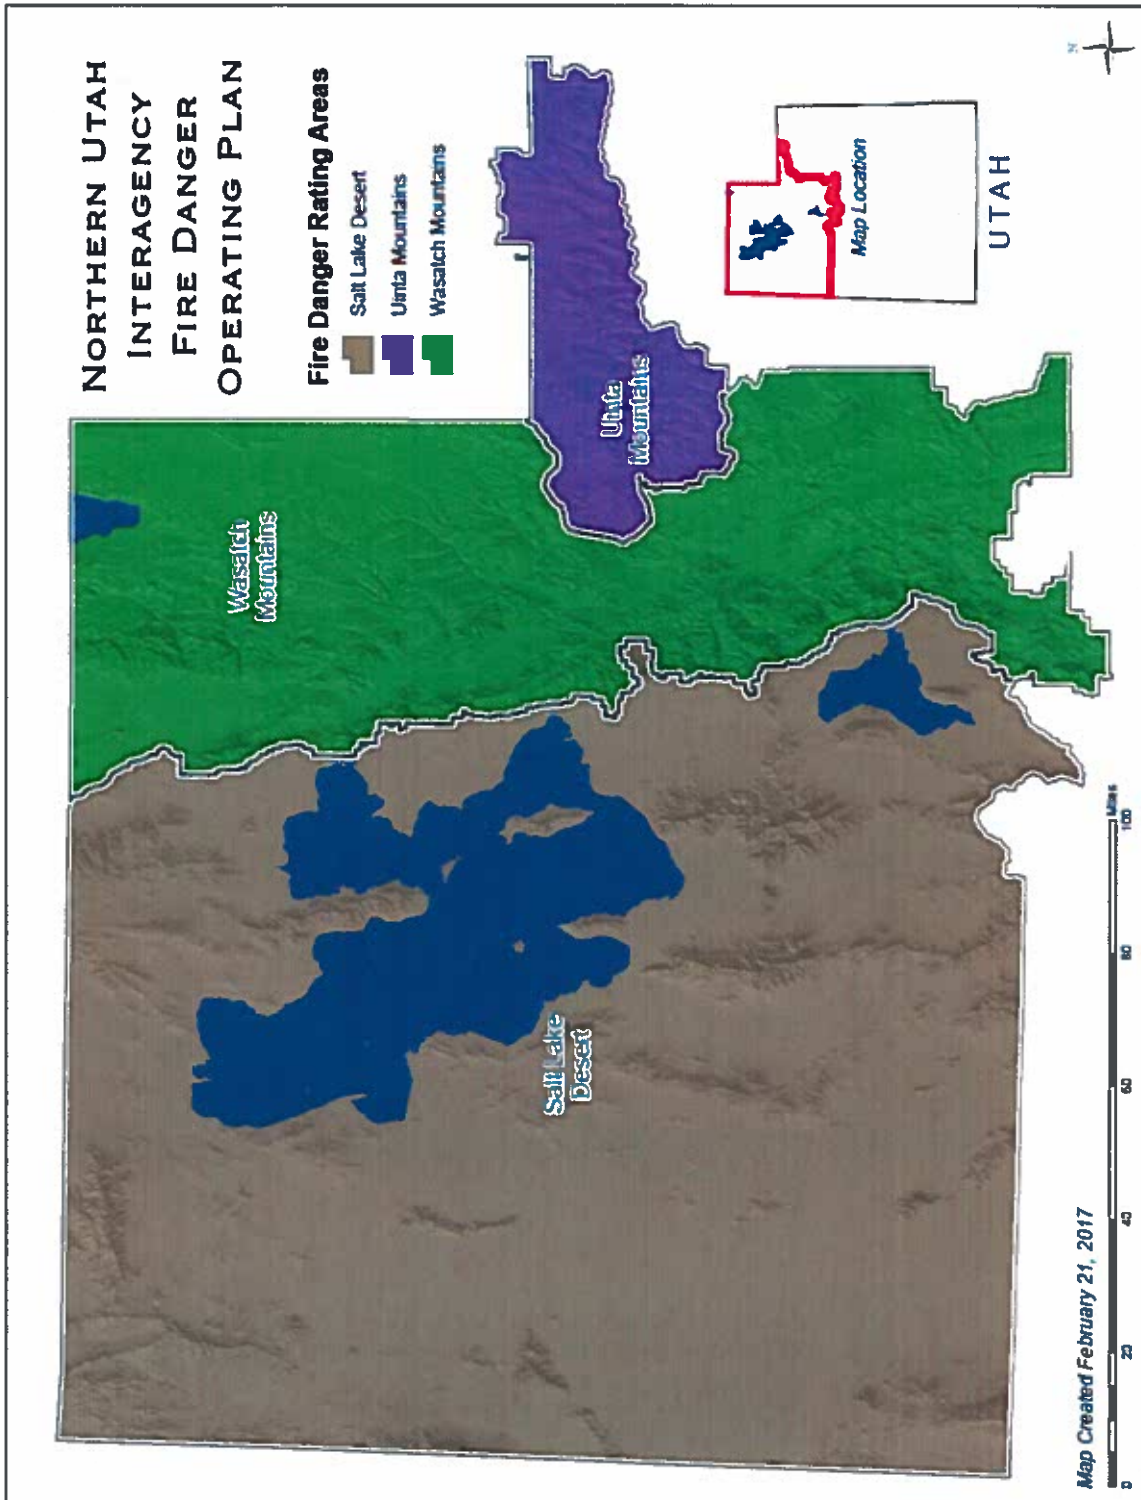 NORTHERN UTAH
INTERAGENCY
FIRE DANGER
OPERATING PLAN
Fire Danger Rating Areas
Salt Lake Desert
Uinta Mountains
Wasatch Mountains
Wasatch
Mountains
Uinta
Mountains
Salt Lake
Desert
N
Map Location
UTAH
Map Created February 21, 2017
Miles
0 20 40 60 80 100